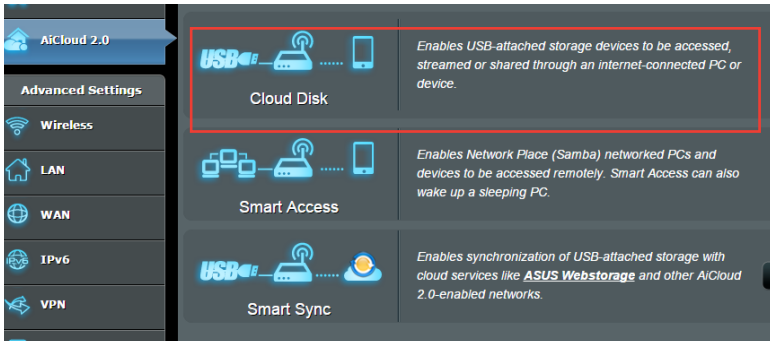 AiCloud 2.0
Advanced Settings
Wireless
LAN
WAN
IPv6
IPv6
VPN
USB
Cloud Disk
Enables USB-attached storage devices to be accessed,
streamed or shared through an internet-connected PC or
device.
Smart Access
Enables Network Place (Samba) networked PCs and
devices to be accessed remotely. Smart Access can also
wake up a sleeping PC.
USB
Smart Sync
Enables synchronization of USB-attached storage with
cloud services like ASUS Webstorage and other AiCloud
2.0-enabled networks.